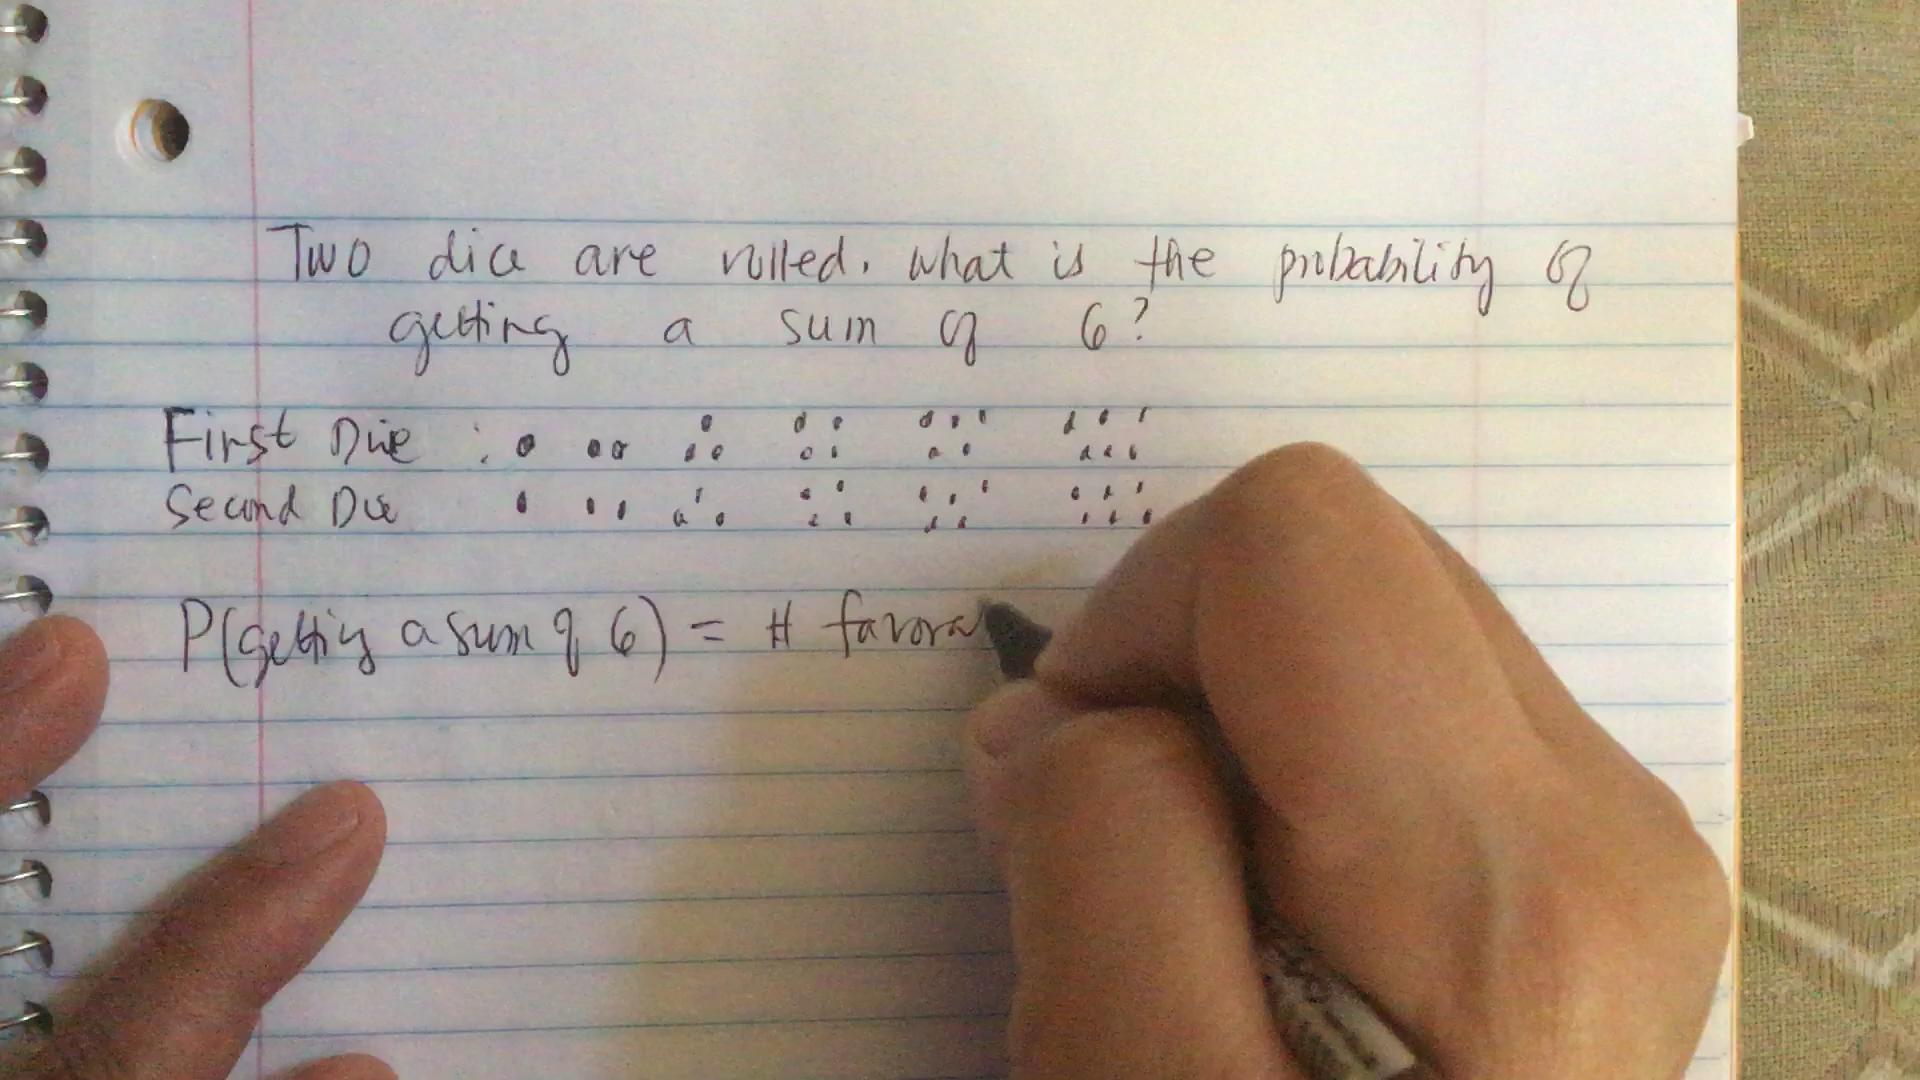 Two dice are rolled. what is the probability of
getting a sum of 6?
First Die :
Second Die
P(getting a sum of 6) = # favora